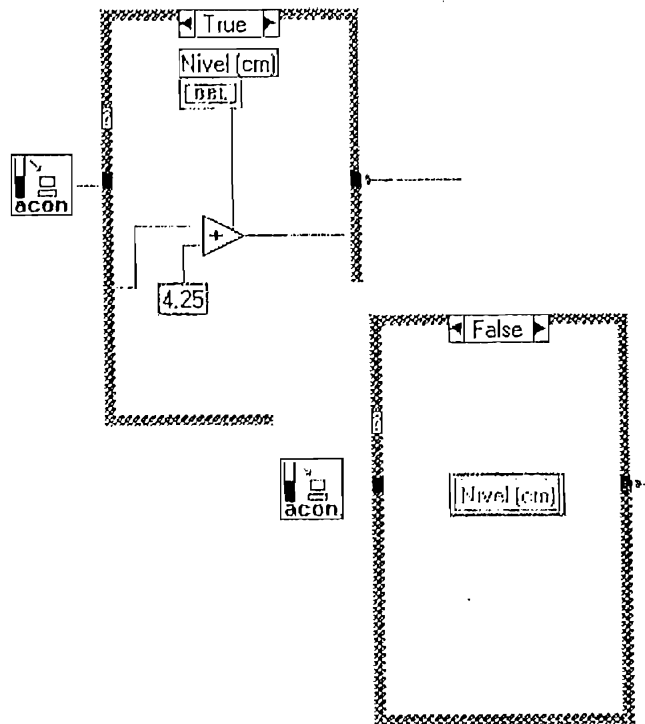 True
Nivel (cm)
DBL
acon
+
4.25
False
acon
Nivel (cm)